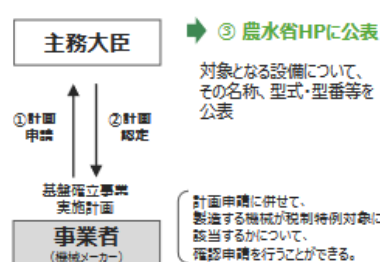 主務大臣
③ 農水省HPに公表
対象となる設備について、
その名称、型式・型番等を
公表
①計画
申請
②計画
認定
基盤確立事業
実施計画
事業者
(機械メーカー)
計画申請に併せて、
製造する機械が税制特例対象に
該当するかについて、
確認申請を行うことができる。